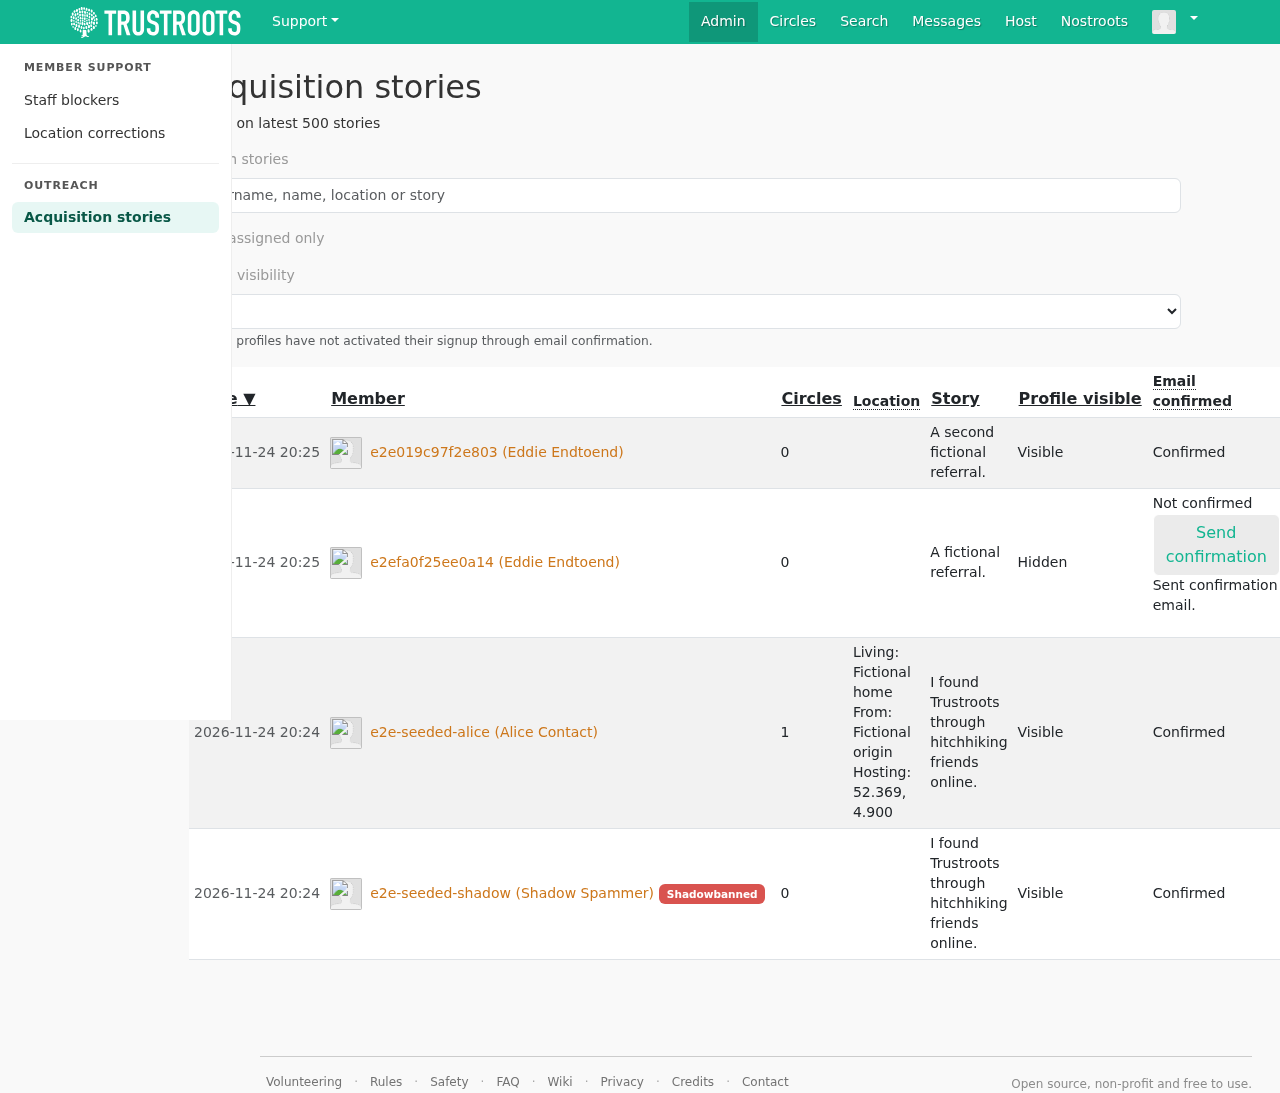 TRUSTROOTS Support Admin Circles Search Messages Host Nostroots
MEMBER SUPPORT
Staff blockers
Location corrections
OUTREACH
Acquisition stories
quisition stories
on latest 500 stories
stories
name, name, location or story
assigned only
visibility
profiles have not activated their signup through email confirmation.
▼ Member Circles Location Story Profile visible Email confirmed
-11-24 20:25 e2e019c97f2e803 (Eddie Endtoend) 0 A second fictional referral. Visible Confirmed
-11-24 20:25 e2efa0f25ee0a14 (Eddie Endtoend) 0 A fictional referral. Hidden Not confirmed
Send
confirmation
Sent confirmation
email.
2026-11-24 20:24 e2e-seeded-alice (Alice Contact) 1 Living: Fictional home From: Fictional origin Hosting: 52.369, 4.900 I found Trustroots through hitchhiking friends online. Visible Confirmed
2026-11-24 20:24 e2e-seeded-shadow (Shadow Spammer) Shadowbanned 0 I found Trustroots through hitchhiking friends online. Visible Confirmed
Volunteering · Rules · Safety · FAQ · Wiki · Privacy · Credits · Contact
Open source, non-profit and free to use.